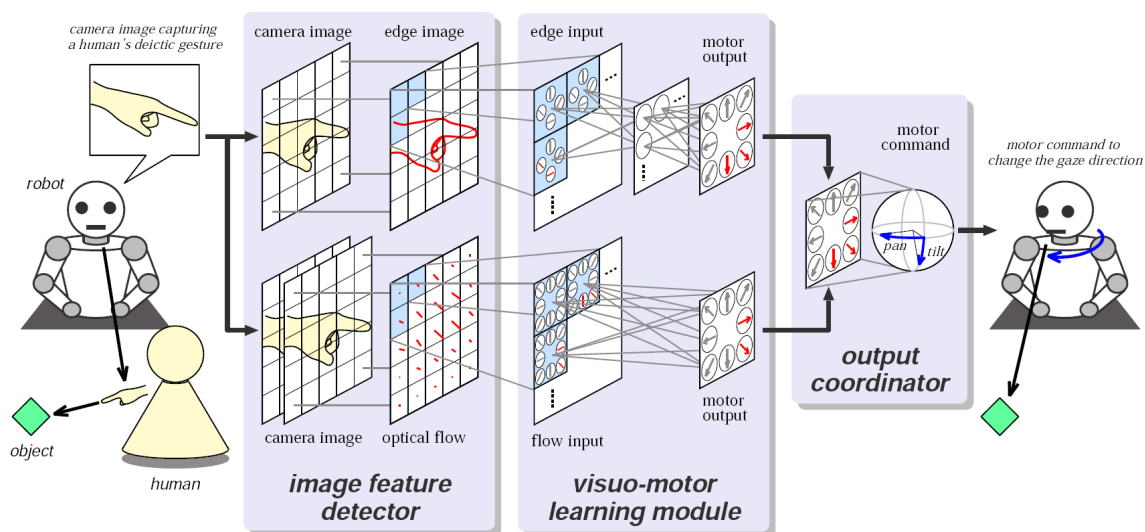 camera image capturing
a human's deictic gesture
robot
object
human
camera image
edge image
camera image
optical flow
image feature
detector
edge input
motor
output
flow input
motor
output
visuo-motor
learning module
motor
command
pan
tilt
output
coordinator
motor command to
change the gaze direction